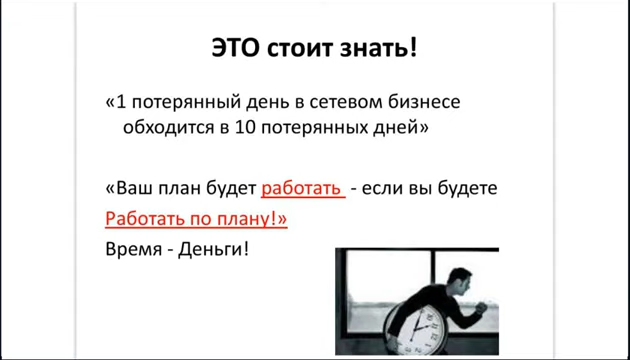 ЭТО стоит знать!
«1 потерянный день в сетевом бизнесе
обходится в 10 потерянных дней»
«Ваш план будет работать - если вы будете
Работать по плану!»
Время - Деньги!